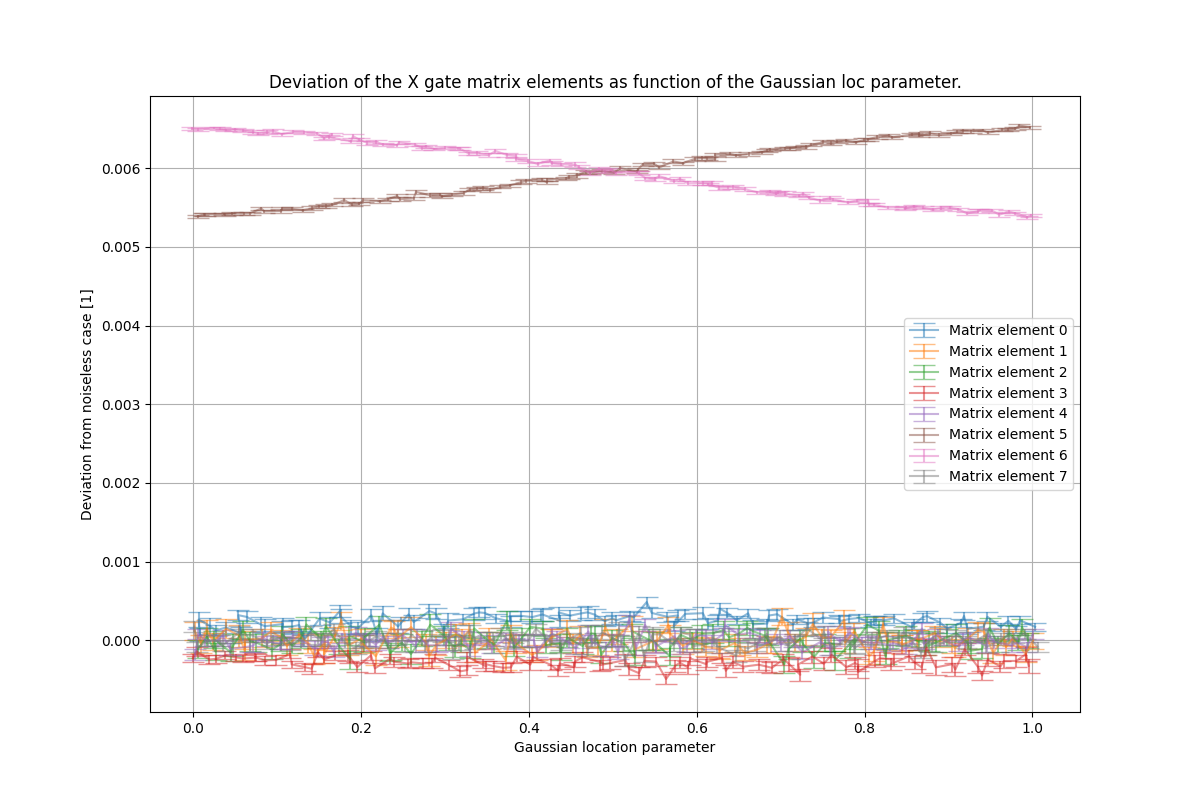 Deviation of the X gate matrix elements as function of the Gaussian loc parameter.
Deviation from noiseless case [1]
0.006
0.005
0.004
0.003
0.002
0.001
0.000
Matrix element 0
Matrix element 1
Matrix element 2
Matrix element 3
Matrix element 4
Matrix element 5
Matrix element 6
Matrix element 7
0.0 0.2 0.4 0.6 0.8 1.0
Gaussian location parameter